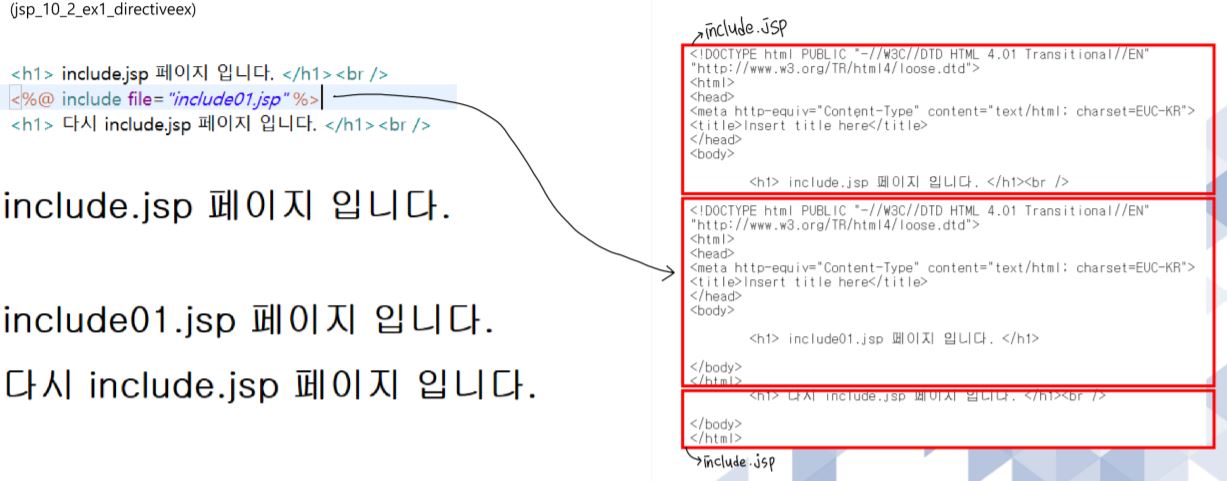 (jsp_10_2_ex1_directiveex)
<h1> include.jsp 페이지 입니다. </h1><br />
<%@ include file="include01.jsp" %>
<h1> 다시 include.jsp 페이지 입니다. </h1><br />
include.jsp 페이지 입니다.
include01.jsp 페이지 입니다.
다시 include.jsp 페이지 입니다.
include.jsp
<!DOCTYPE html PUBLIC "-//W3C//DTD HTML 4.01 Transitional//EN"
"http://www.w3.org/TR/html4/loose.dtd">
<html>
<head>
<meta http-equiv="Content-Type" content="text/html; charset=EUC-KR">
<title>Insert title here</title>
</head>
<body>
<h1> include.jsp 페이지 입니다. </h1><br />
<!DOCTYPE html PUBLIC "-//W3C//DTD HTML 4.01 Transitional//EN"
"http://www.w3.org/TR/html4/loose.dtd">
<html>
<head>
<meta http-equiv="Content-Type" content="text/html; charset=EUC-KR">
<title>Insert title here</title>
</head>
<body>
<h1> include01.jsp 페이지 입니다. </h1>
</body>
</html>
<h1> 다시 include.jsp 페이지 입니다. </h1><br />
</body>
</html>
include.jsp